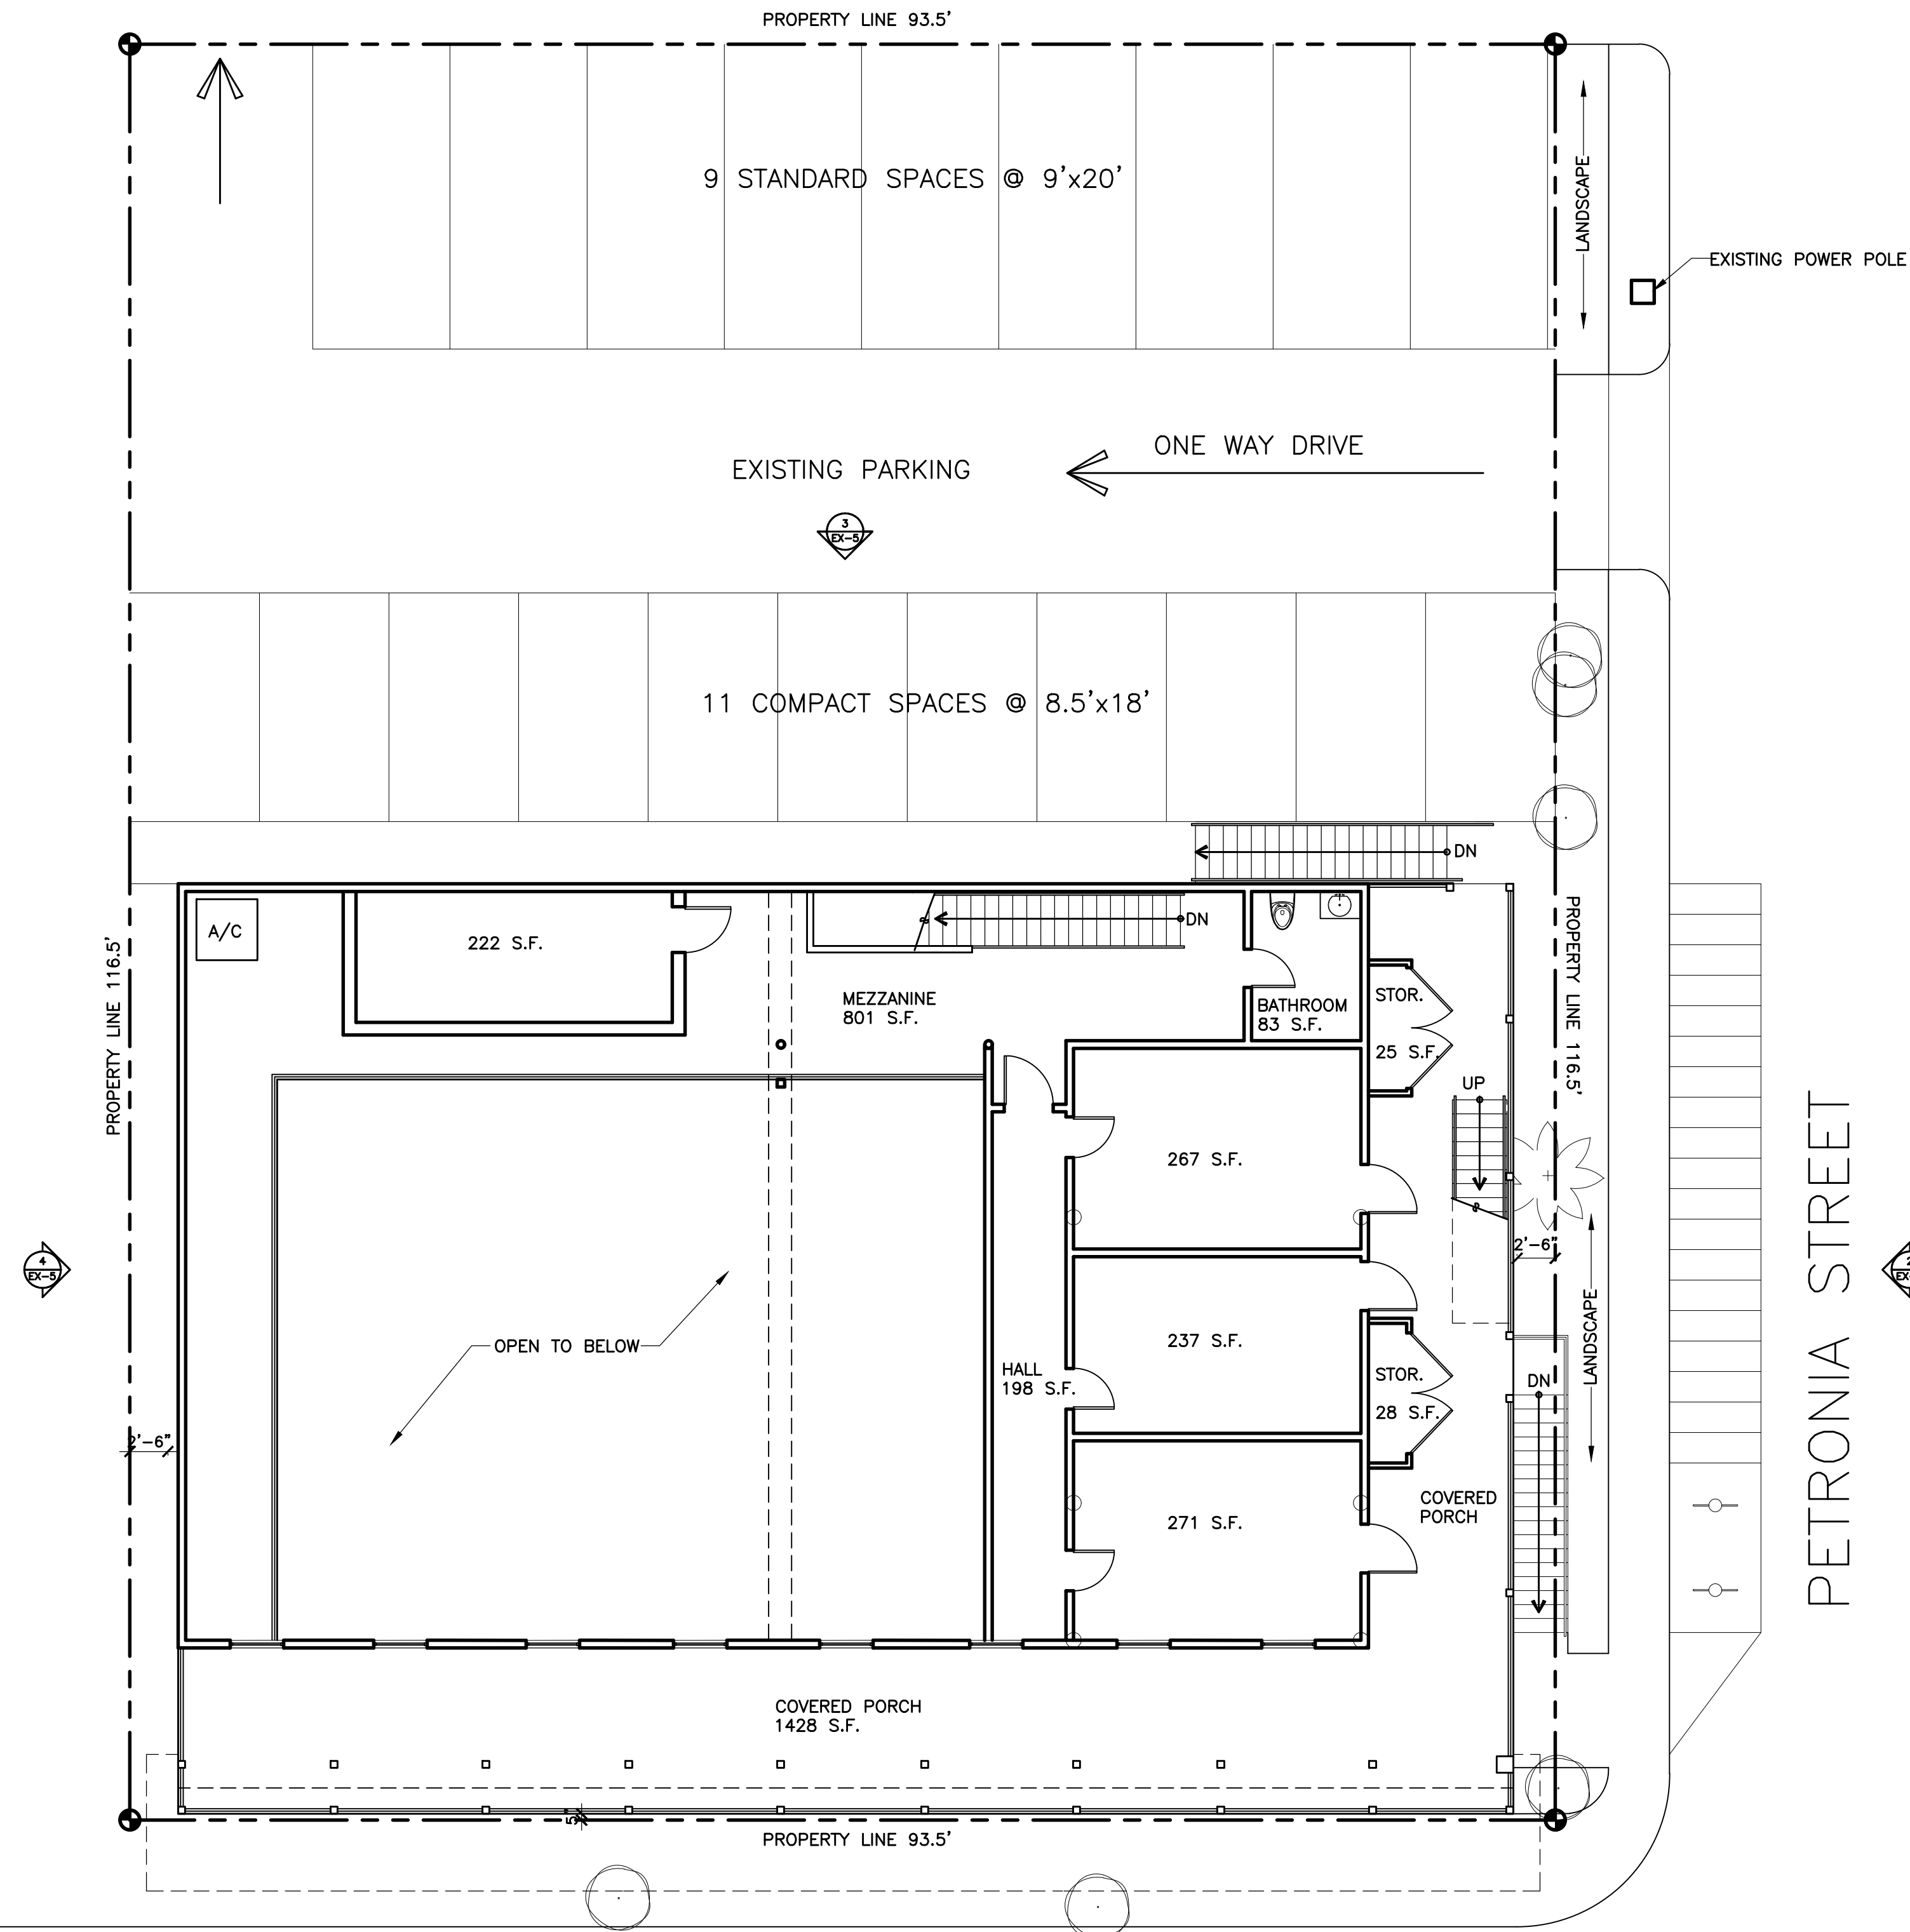 PROPERTY LINE 93.5'
9 STANDARD SPACES @ 9'x20'
LANDSCAPE
EXISTING POWER POLE
ONE WAY DRIVE
EXISTING PARKING
3
EX-5
11 COMPACT SPACES @ 8.5'x18'
DN
PROPERTY LINE 116.5'
A/C
222 S.F.
DN
MEZZANINE
801 S.F.
BATHROOM
83 S.F.
STOR.
25 S.F.
PROPERTY LINE 116.5'
UP
267 S.F.
2'-6"
4
EX-5
PETRONIA STREET
2
OPEN TO BELOW
237 S.F.
HALL
198 S.F.
STOR.
28 S.F.
DN
LANDSCAPE
2'-6"
271 S.F.
COVERED
PORCH
COVERED PORCH
1428 S.F.
5"
PROPERTY LINE 93.5'